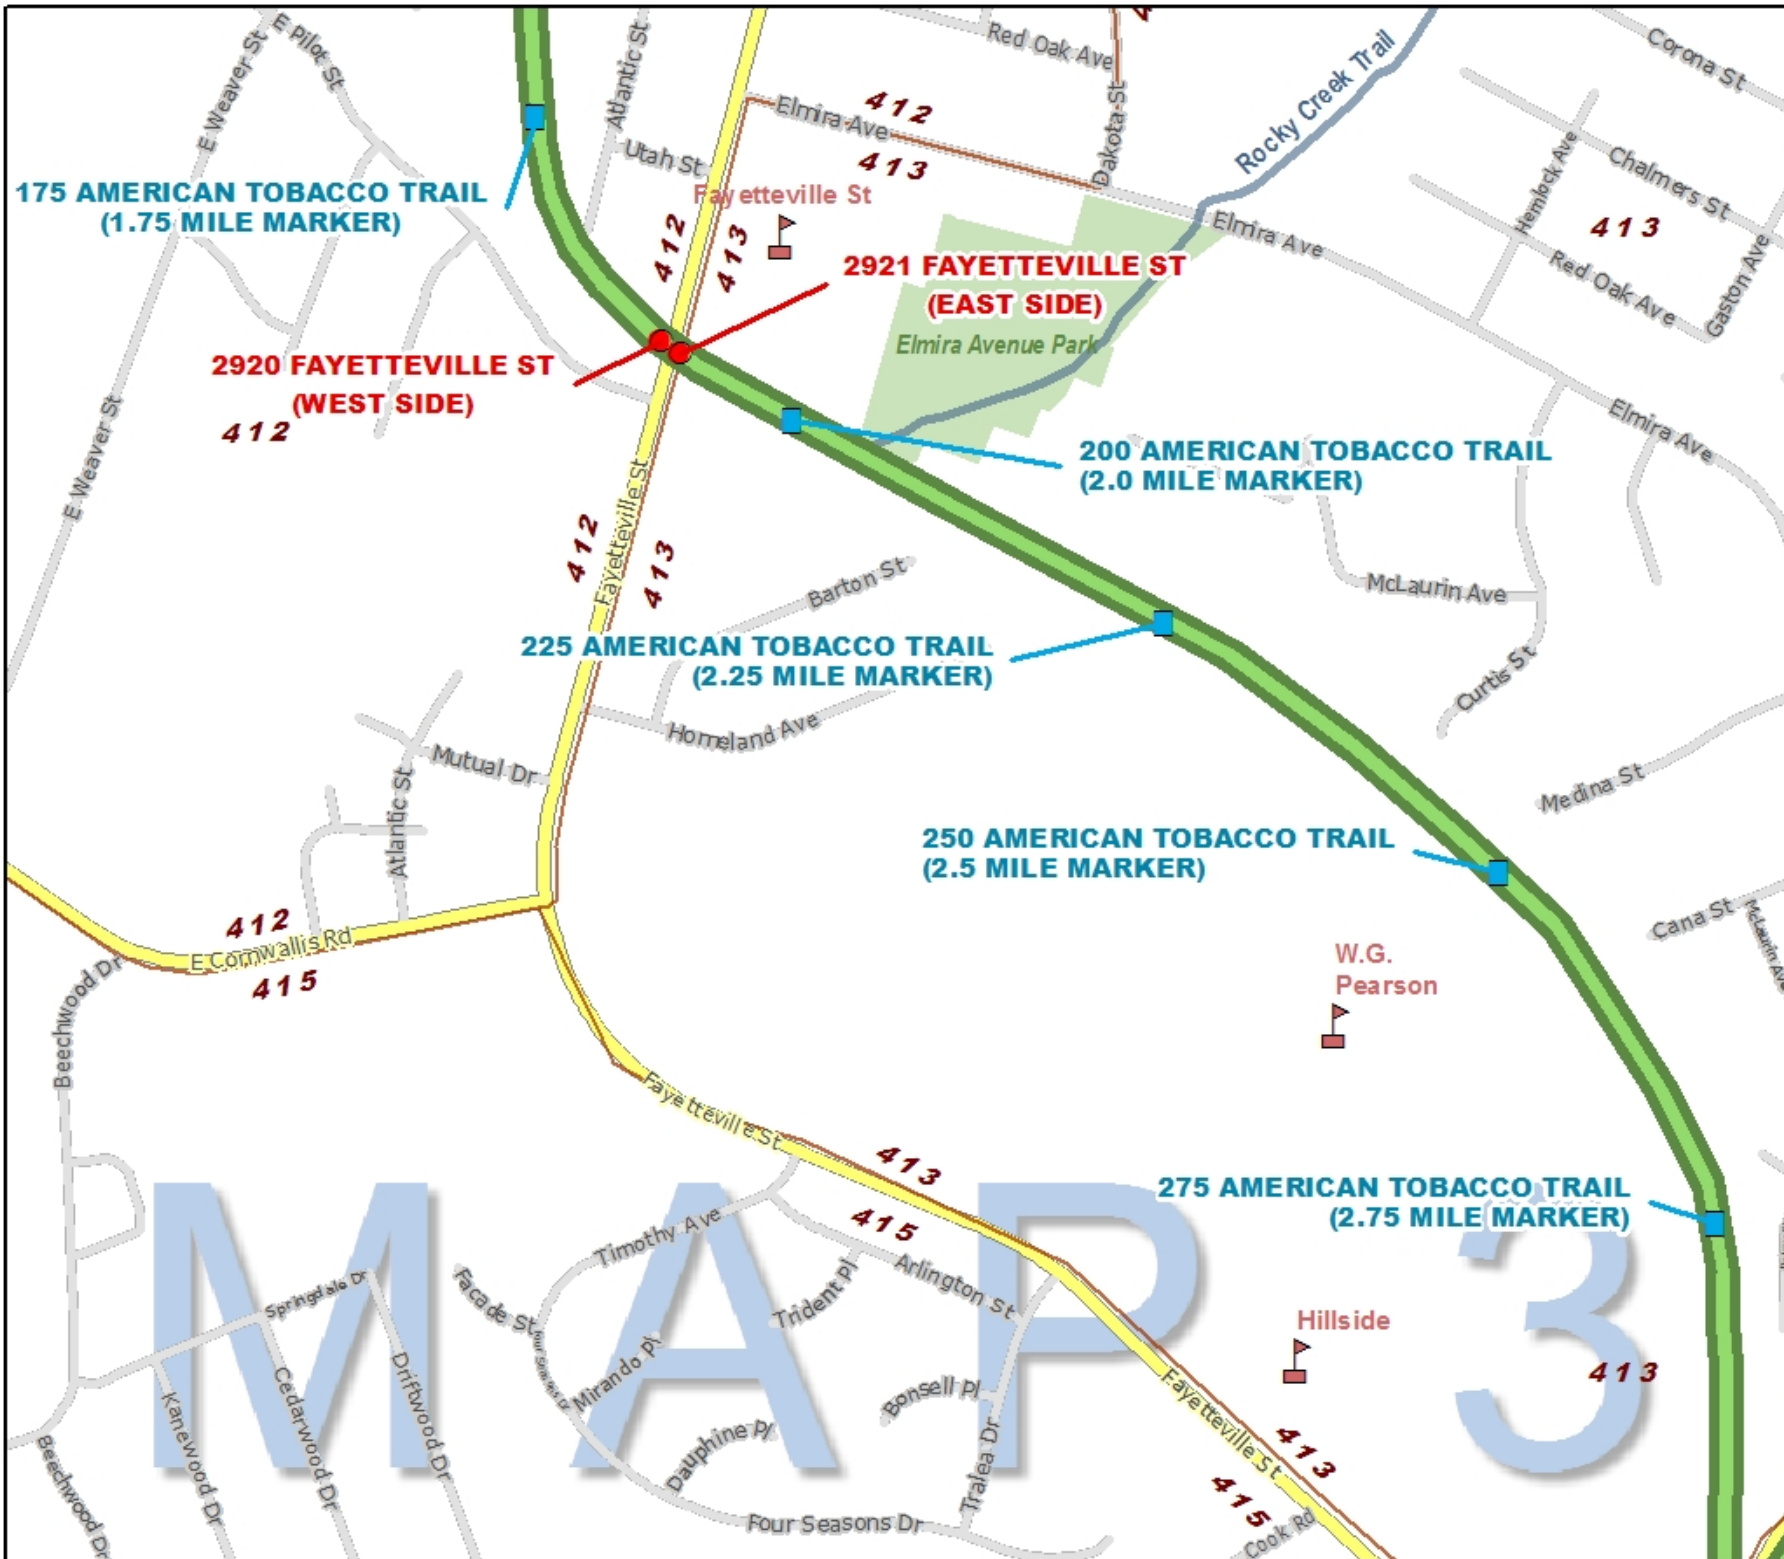 E Weaver St
E Pilot St
Atlantic St
Red Oak Ave
Corona St
Rocky Creek Trail
Elmira Ave
412
413
Dakota St
Utah St
Hemlock Ave
Chalmers St
175 AMERICAN TOBACCO TRAIL
(1.75 MILE MARKER)
Fayetteville St
412
413
Elmira Ave
413
Red Oak Ave
Gaston Ave
2921 FAYETTEVILLE ST
(EAST SIDE)
Elmira Avenue Park
2920 FAYETTEVILLE ST
(WEST SIDE)
412
E Weaver St
Elmira Ave
200 AMERICAN TOBACCO TRAIL
(2.0 MILE MARKER)
Fayetteville St
412
413
Barton St
McLaurin Ave
225 AMERICAN TOBACCO TRAIL
(2.25 MILE MARKER)
Curtis St
Homeland Ave
Mutual Dr
Atlantic St
Medina St
250 AMERICAN TOBACCO TRAIL
(2.5 MILE MARKER)
412
E Cornwallis Rd
415
Cana St
McLaurin Ave
W.G.
Pearson
Beechwood Dr
Fayetteville St
413
415
275 AMERICAN TOBACCO TRAIL
(2.75 MILE MARKER)
MAP 3
Timothy Ave
Arlington St
Trident Pl
Facade St
Springdale Dr
Mirando Pl
Hillside
413
Driftwood Dr
Cedarwood Dr
Kanewood Dr
Beechwood Dr
Bonsell Pl
Dauphine Pl
Tralea Dr
Fayetteville St
413
415
Four Seasons Dr
Cook Rd